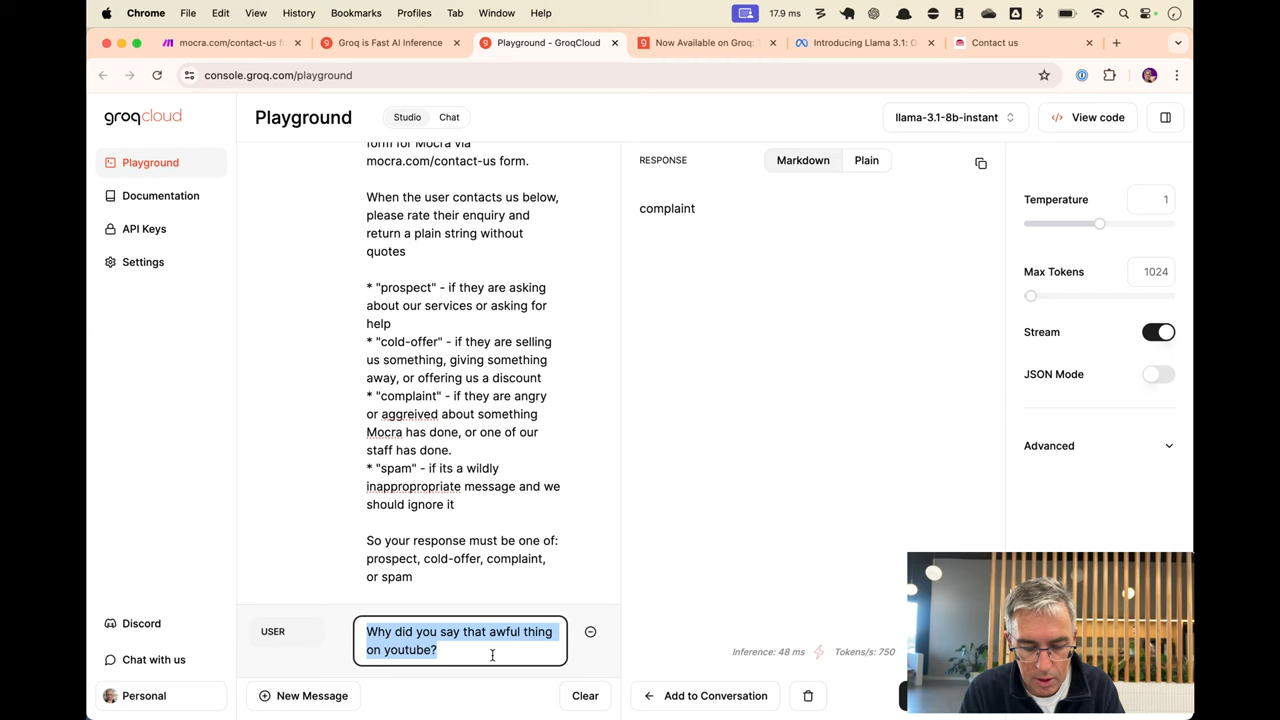 Chrome File Edit View History Bookmarks Profiles Tab Window Help 17.9 ms
mocra.com/contact-us f
Groq is Fast AI Inference
Playground - GroqCloud
Now Available on Groq:
Introducing Llama 3.1: O
Contact us
console.groq.com/playground
groqcloud
Playground
Documentation
API Keys
Settings
Discord
Chat with us
Personal
Playground
Studio Chat
llama-3.1-8b-instant
View code
form for Mocra via
mocra.com/contact-us form.
When the user contacts us below,
please rate their enquiry and
return a plain string without
quotes
* "prospect" - if they are asking
about our services or asking for
help
* "cold-offer" - if they are selling
us something, giving something
away, or offering us a discount
* "complaint" - if they are angry
or aggreived about something
Mocra has done, or one of our
staff has done.
* "spam" - if its a wildly
inappropropriate message and we
should ignore it
So your response must be one of:
prospect, cold-offer, complaint,
or spam
USER
Why did you say that awful thing
on youtube?
New Message
Clear
RESPONSE
Markdown Plain
complaint
Inference: 48 ms Tokens/s: 750
Add to Conversation
Temperature 1
Max Tokens 1024
Stream
JSON Mode
Advanced